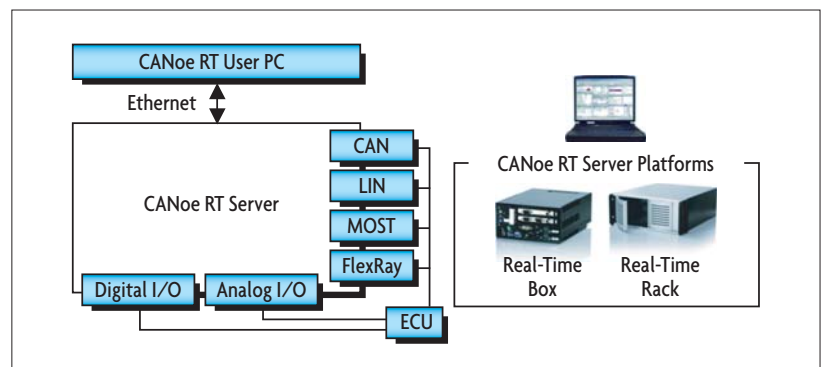 CANoe RT User PC
Ethernet
CANoe RT Server
CAN
LIN
MOST
FlexRay
Digital I/O
Analog I/O
ECU
CANoe RT Server Platforms
Real-Time
Box
Real-Time
Rack